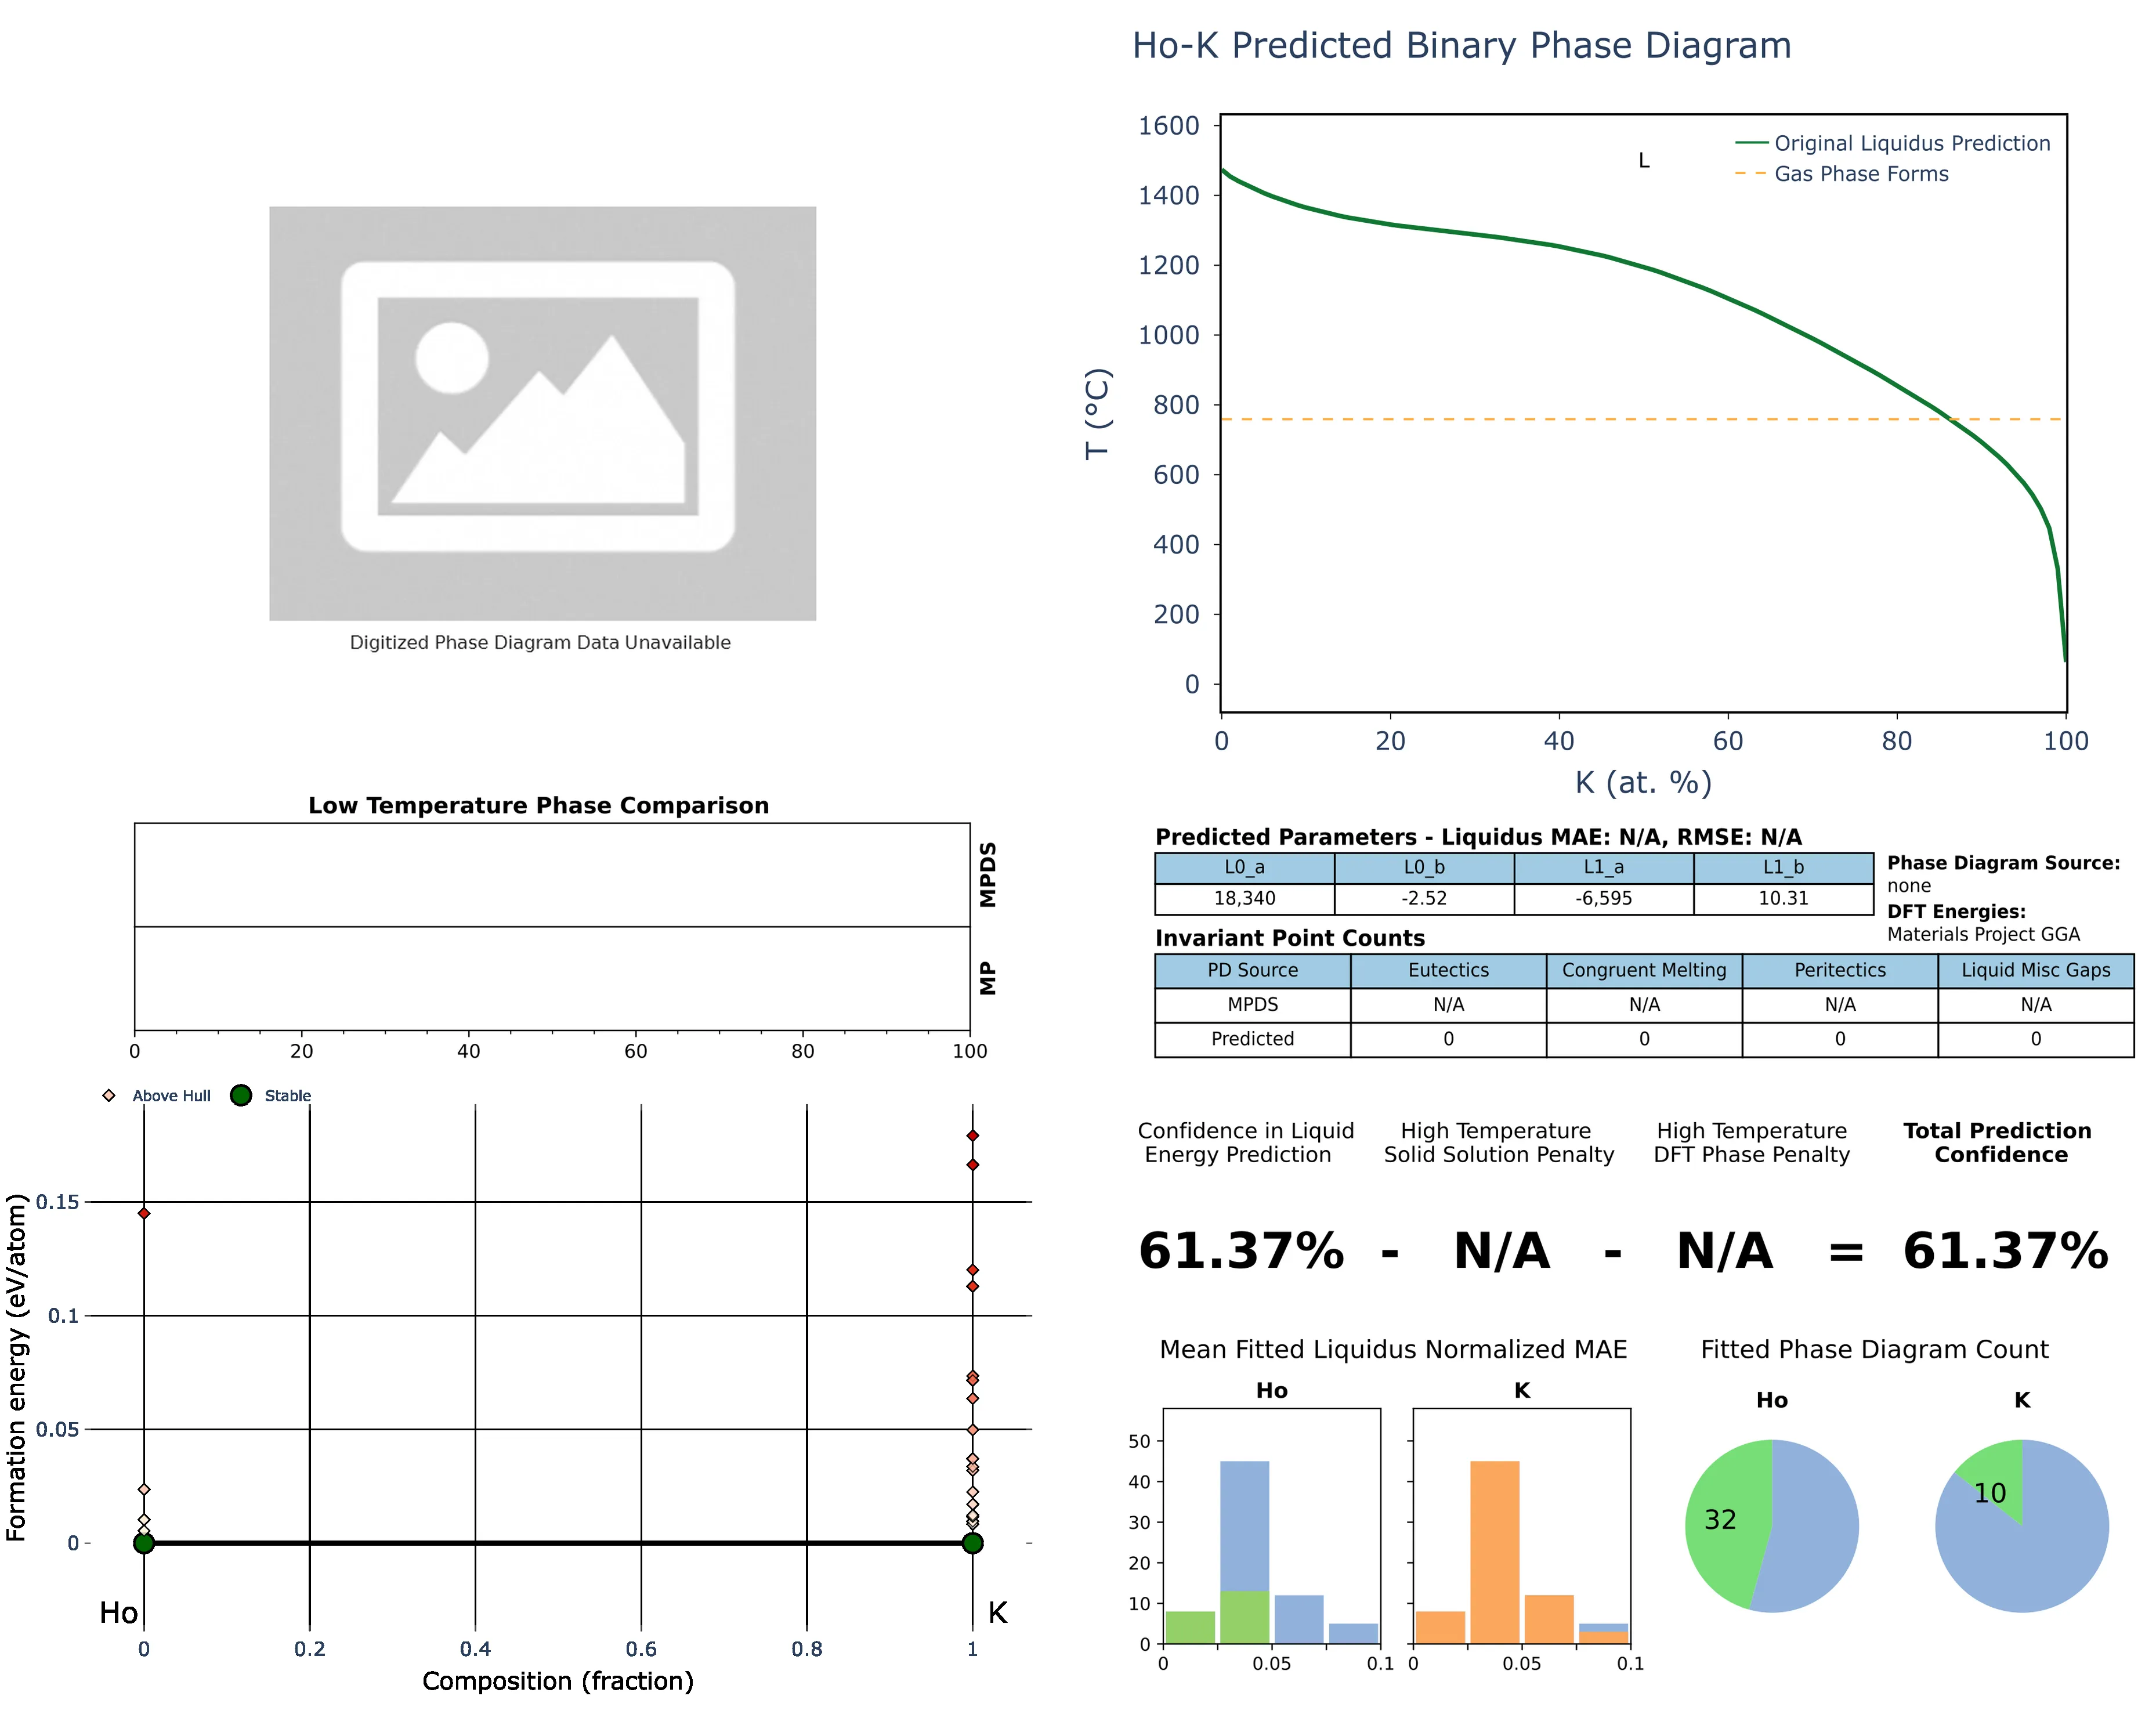 Ho-K Predicted Binary Phase Diagram
1600
1400
1200
1000
800
600
400
200
0
T (°C)
L
Original Liquidus Prediction
Gas Phase Forms
0 20 40 60 80 100
K (at. %)
Digitized Phase Diagram Data Unavailable
Low Temperature Phase Comparison
MPDS
MP
0 20 40 60 80 100
Predicted Parameters - Liquidus MAE: N/A, RMSE: N/A
L0_a L0_b L1_a L1_b
18,340 -2.52 -6,595 10.31
Phase Diagram Source:
none
DFT Energies:
Materials Project GGA
Invariant Point Counts
PD Source Eutectics Congruent Melting Peritectics Liquid Misc Gaps
MPDS N/A N/A N/A N/A
Predicted 0 0 0 0
Above Hull Stable
Formation energy (eV/atom)
0.15
0.1
0.05
0
Ho K
0 0.2 0.4 0.6 0.8 1
Composition (fraction)
Confidence in Liquid
Energy Prediction
High Temperature
Solid Solution Penalty
High Temperature
DFT Phase Penalty
Total Prediction
Confidence
61.37% - N/A - N/A = 61.37%
Mean Fitted Liquidus Normalized MAE
Ho K
50
40
30
20
10
0
0 0.05 0.1
0 0.05 0.1
Fitted Phase Diagram Count
Ho K
32
10